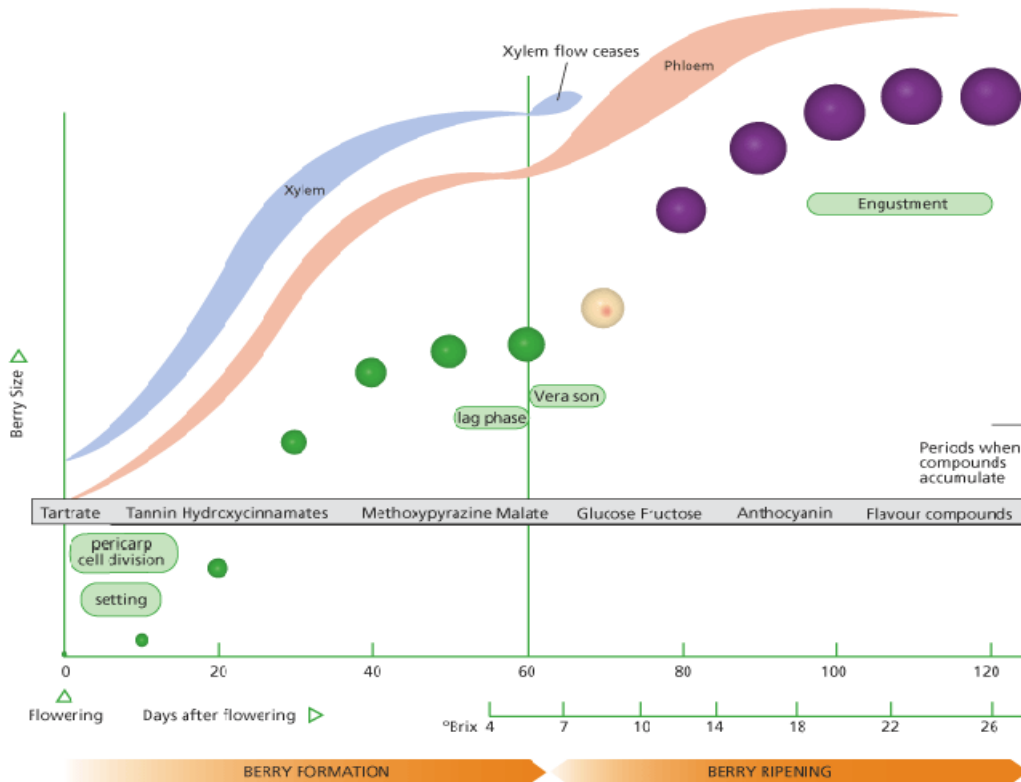 Xylem flow ceases
Phloem
Xylem
Engustment
Berry Size
Vera son
lag phase
Periods when
compounds
accumulate
Tartrate Tannin Hydroxycinnamates Methoxypyrazine Malate Glucose Fructose Anthocyanin Flavour compounds
pericarp
cell division
setting
0 20 40 60 80 100 120
Flowering Days after flowering
°Brix 4 7 10 14 18 22 26
BERRY FORMATION BERRY RIPENING